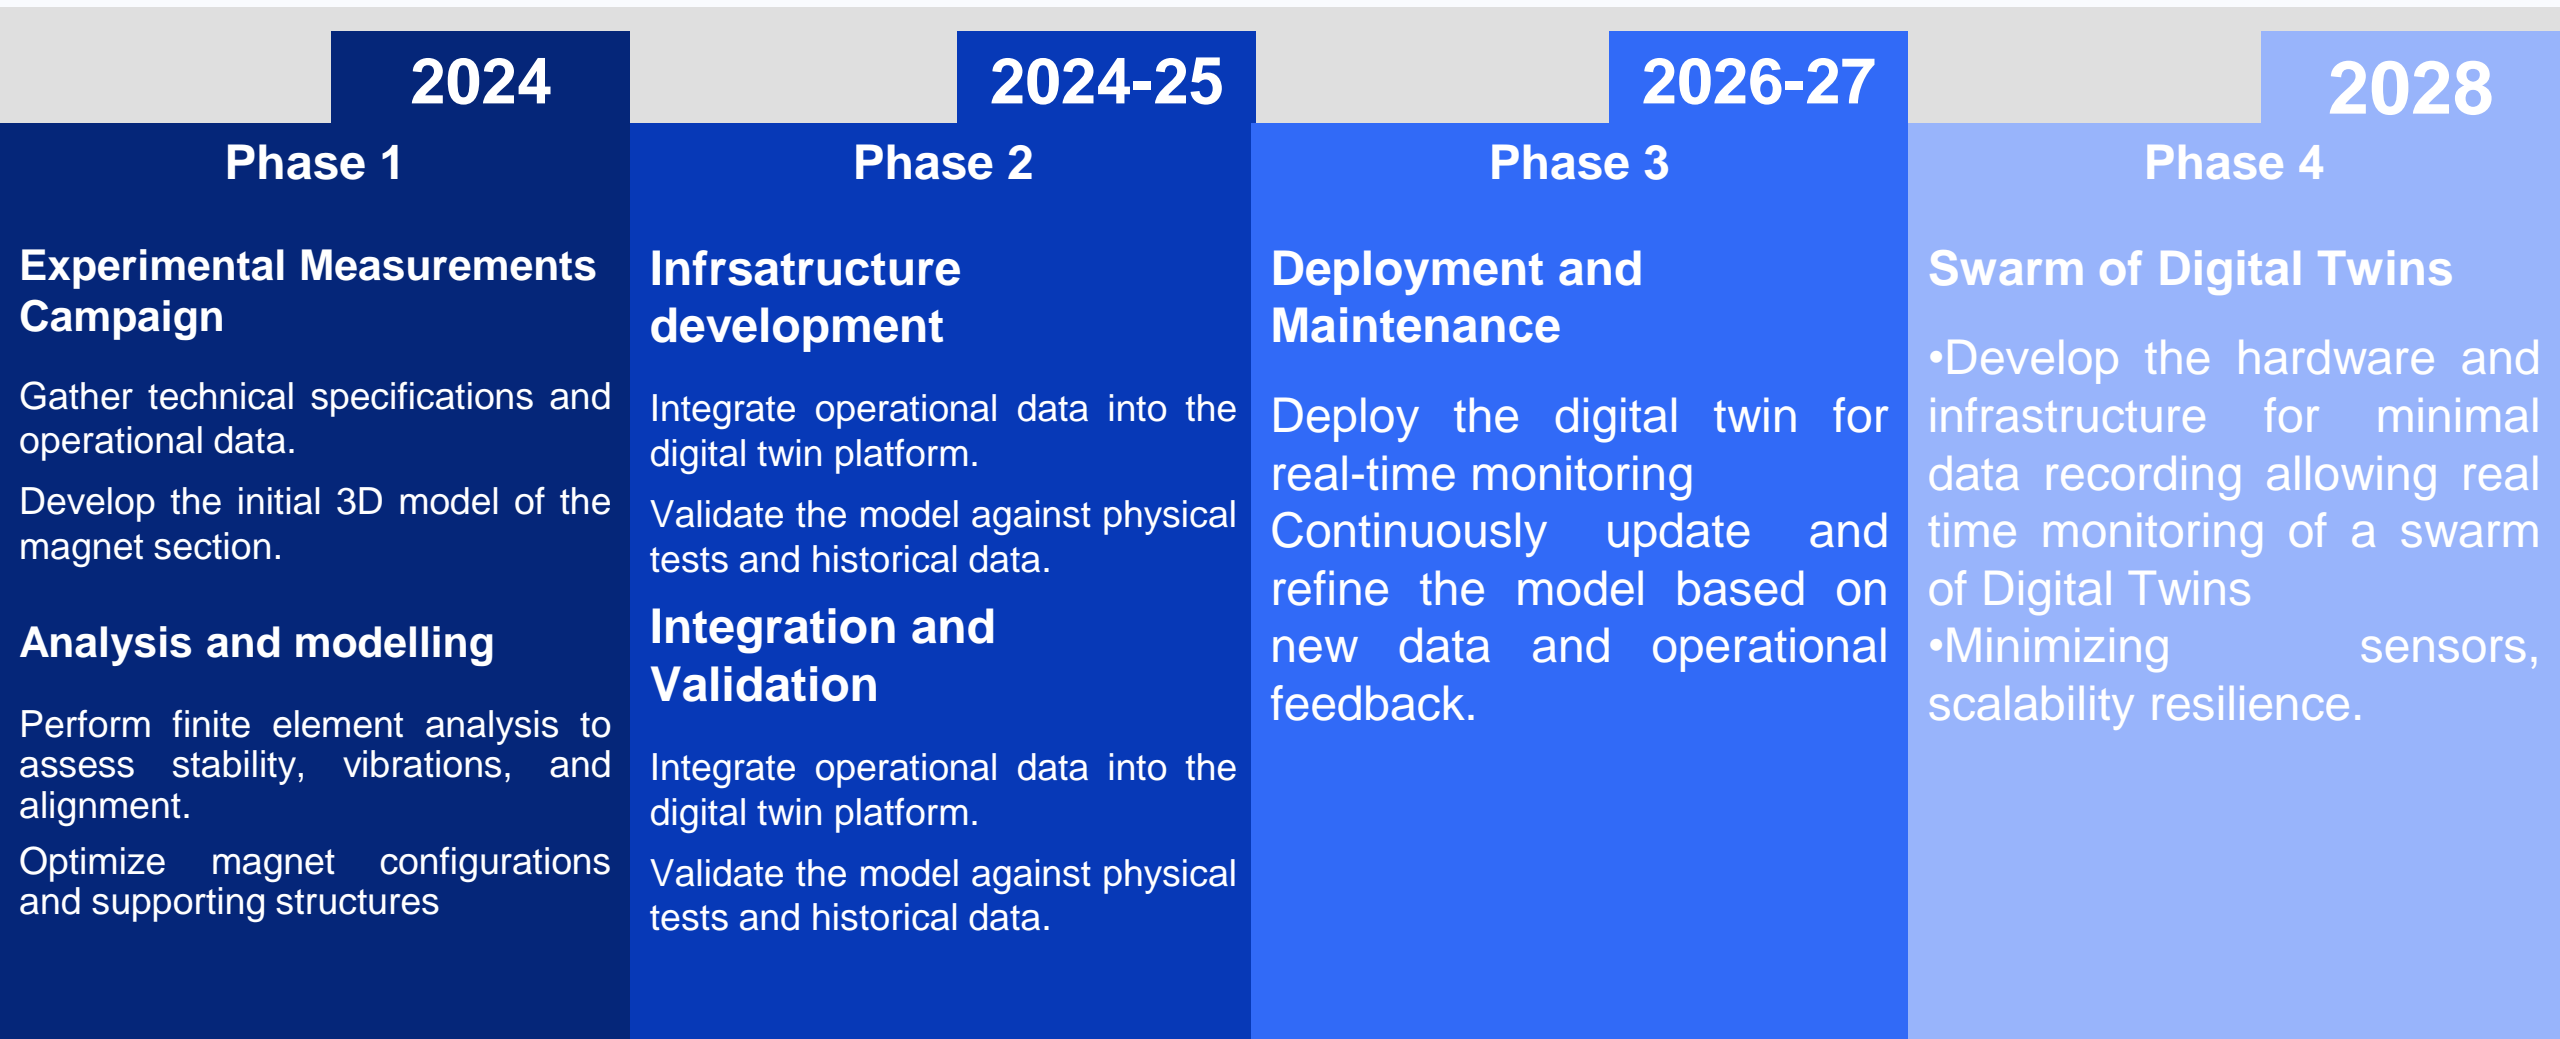 2024
Phase 1
Experimental Measurements
Campaign
Gather technical specifications and
operational data.
Develop the initial 3D model of the
magnet section.
Analysis and modelling
Perform finite element analysis to
assess stability, vibrations, and
alignment.
Optimize magnet configurations
and supporting structures
2024-25
Phase 2
Infrsatructure
development
Integrate operational data into the
digital twin platform.
Validate the model against physical
tests and historical data.
Integration and
Validation
Integrate operational data into the
digital twin platform.
Validate the model against physical
tests and historical data.
2026-27
Phase 3
Deployment and
Maintenance
Deploy the digital twin for
real-time monitoring
Continuously update and
refine the model based on
new data and operational
feedback.
2028
Phase 4
Swarm of Digital Twins
•Develop the hardware and
infrastructure for minimal
data recording allowing real
time monitoring of a swarm
of Digital Twins
•Minimizing sensors,
scalability resilience.